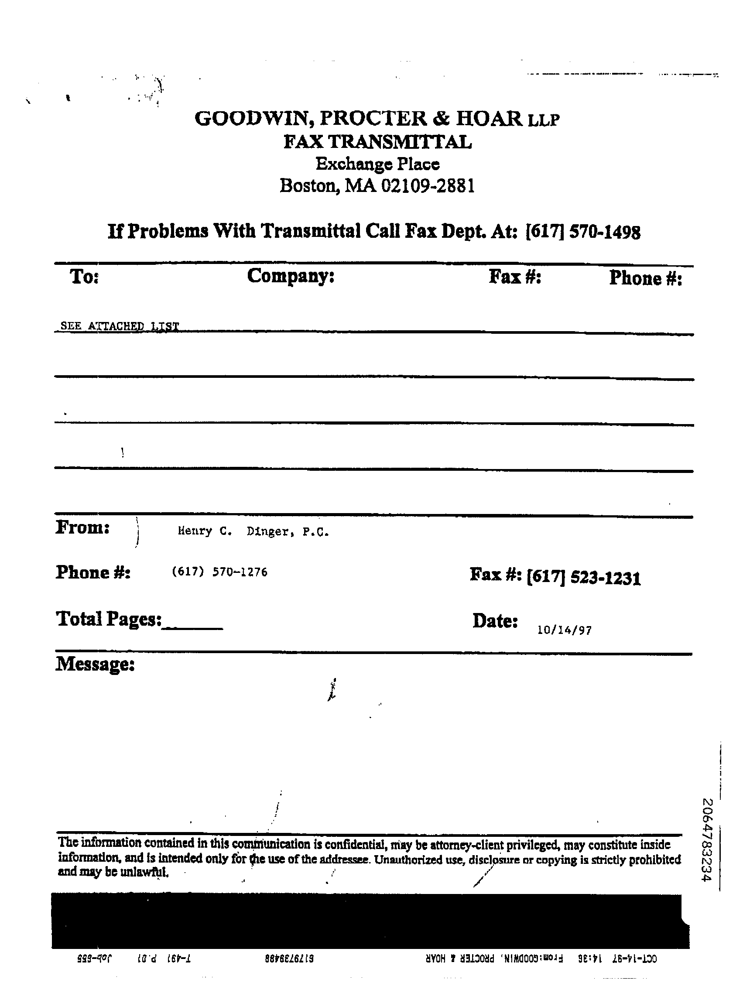 GOODWIN, PROCTER & HOAR LLP
FAX TRANSMITTAL
Exchange Place
Boston, MA 02109-2881
If Problems With Transmittal Call Fax Dept. At: [617] 570-1498
To: Company: Fax #: Phone #:
SEE ATTACHED LIST
From: Henry C. Dinger, P.C.
Phone #: (617) 570-1276 Fax #: [617] 523-1231
Total Pages:______ Date: 10/14/97
Message:
The information contained in this communication is confidential, may be attorney-client privileged, may constitute inside
information, and is intended only for the use of the addressee. Unauthorized use, disclosure or copying is strictly prohibited
and may be unlawful.
2064783234
OCT-14-97 14:36 From:GOODWIN, PROCTER & HOAR 6179739488 T-497 P.01 Job-655